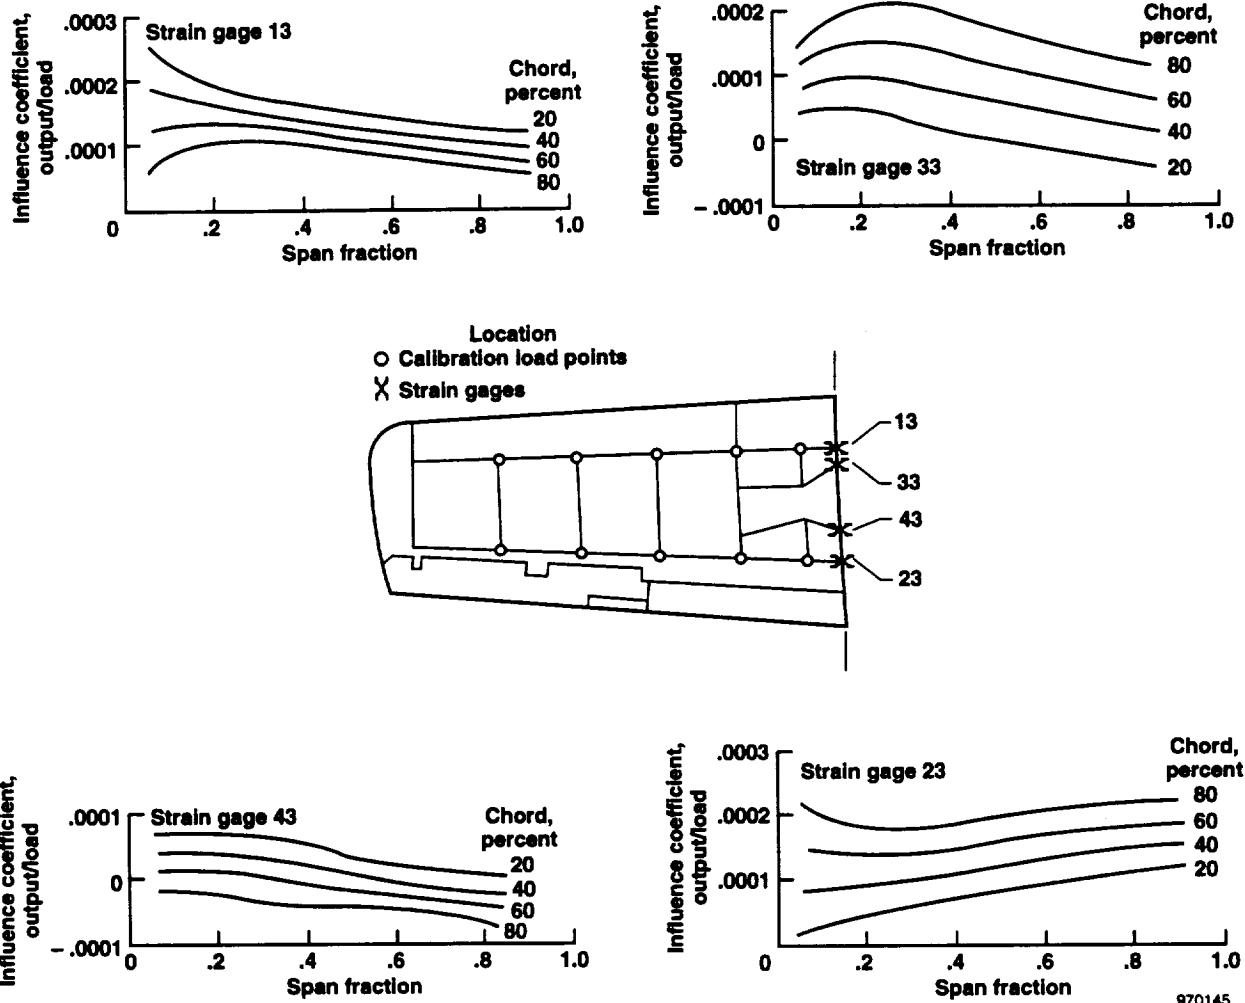 Influence coefficient,
output/load
.0003
.0002
.0001
Strain gage 13
Chord,
percent
20
40
60
80
0
.2
.4
.6
.8
1.0
Span fraction
Influence coefficient,
output/load
.0002
.0001
0
– .0001
Chord,
percent
80
60
40
20
Strain gage 33
0
.2
.4
.6
.8
1.0
Span fraction
Location
Calibration load points
Strain gages
13
33
43
23
Influence coefficient,
output/load
.0001
0
– .0001
Strain gage 43
Chord,
percent
20
40
60
80
0
.2
.4
.6
.8
1.0
Span fraction
Influence coefficient,
output/load
.0003
.0002
.0001
Strain gage 23
Chord,
percent
80
60
40
20
0
.2
.4
.6
.8
1.0
Span fraction
970145